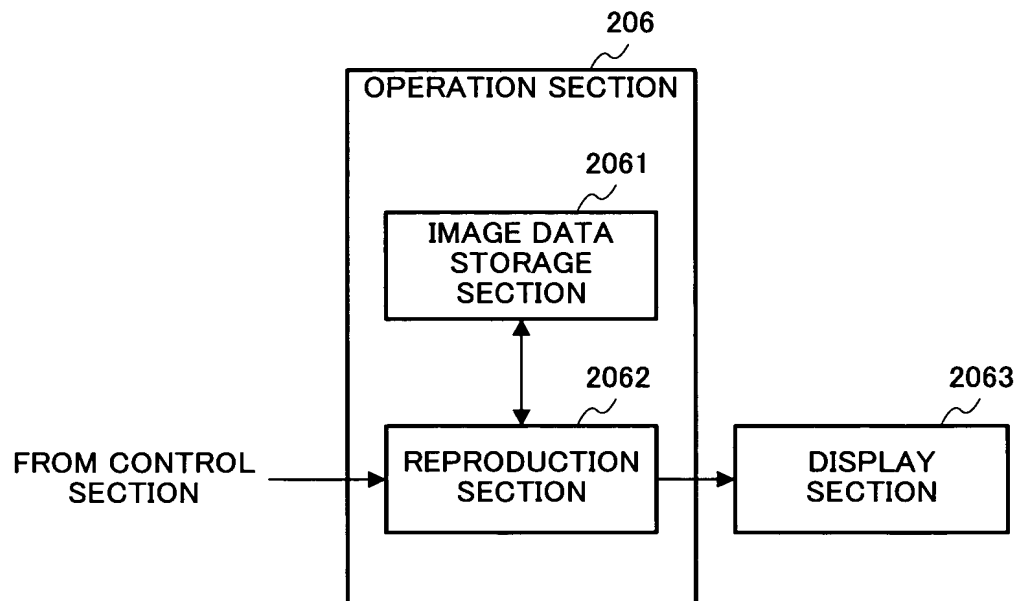 206
OPERATION SECTION
2061
IMAGE DATA
STORAGE
SECTION
2062
REPRODUCTION
SECTION
2063
DISPLAY
SECTION
FROM CONTROL
SECTION